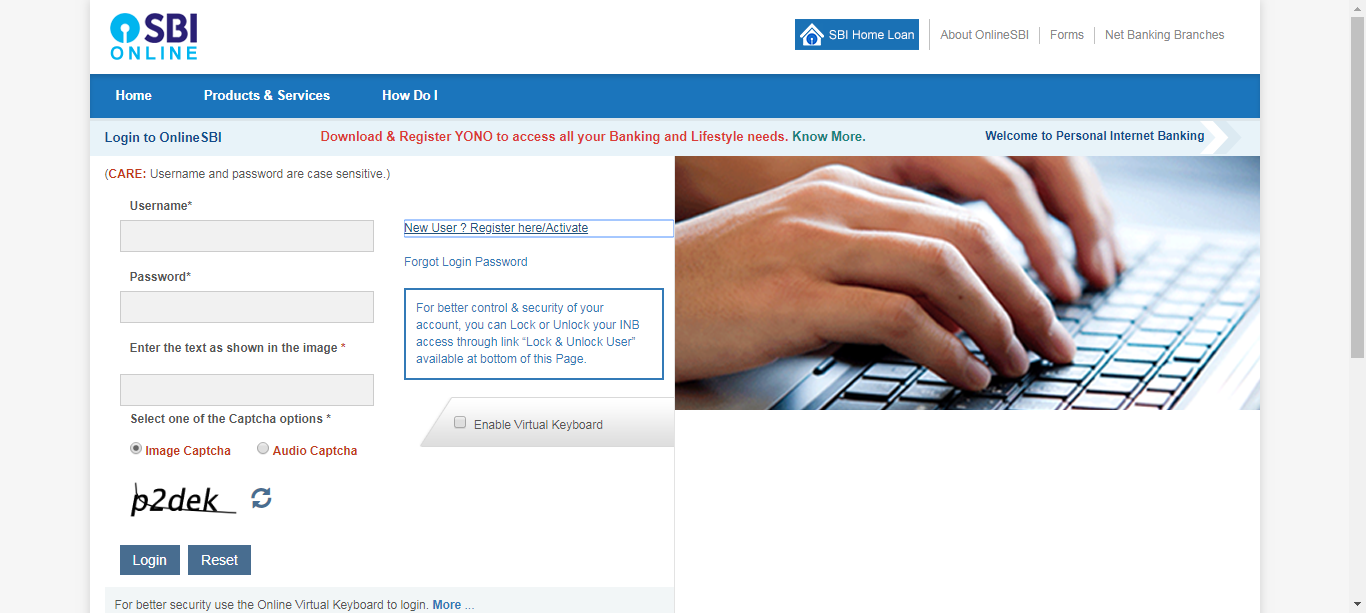 SBI
ONLINE
SBI Home Loan
About OnlineSBI
Forms
Net Banking Branches
Home
Products & Services
How Do I
Login to OnlineSBI
Download & Register YONO to access all your Banking and Lifestyle needs. Know More.
Welcome to Personal Internet Banking
(CARE: Username and password are case sensitive.)
Username*
New User ? Register here/Activate
Forgot Login Password
Password*
For better control & security of your
account, you can Lock or Unlock your INB
access through link “Lock & Unlock User”
available at bottom of this Page.
Enter the text as shown in the image *
Select one of the Captcha options *
Enable Virtual Keyboard
Image Captcha
Audio Captcha
p2dek
Login
Reset
For better security use the Online Virtual Keyboard to login. More ...